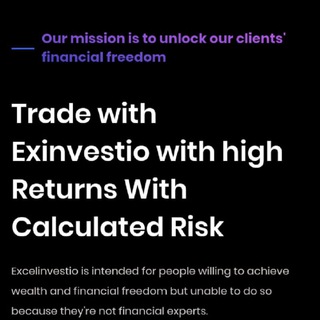 Our mission is to unlock our clients'
financial freedom
Trade with
Exinvestio with high
Returns With
Calculated Risk
Excelinvestio is intended for people willing to achieve
wealth and financial freedom but unable to do so
because they're not financial experts.